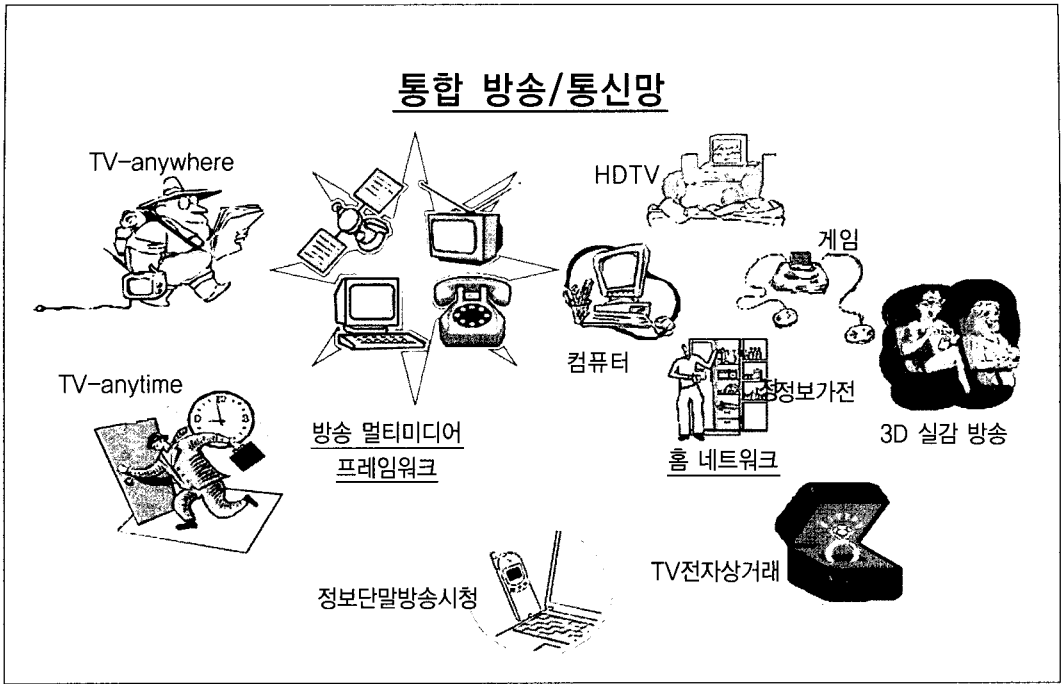 통합 방송/통신망
TV-anywhere
HDTV
게임
컴퓨터
TV-anytime
정보가전
방송 멀티미디어
프레임워크
홈 네트워크
3D 실감 방송
TV전자상거래
정보단말방송시청